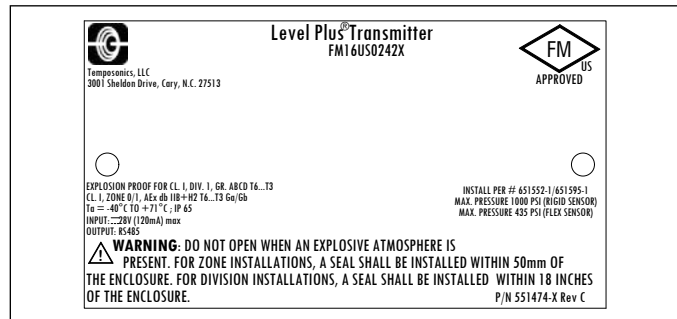 Level Plus® Transmitter
FM16US0242X
FM
US
APPROVED
Temposonics, LLC
3001 Sheldon Drive, Cary, N.C. 27513
EXPLOSION PROOF FOR CL. I, DIV. 1, GR. ABCD T6...T3
CL. I, ZONE 0/1, AEx db IIB+H2 T6...T3 Ga/Gb
Ta = -40°C TO +71°C ; IP 65
INPUT:⎓28V (120mA) max
OUTPUT: RS485
INSTALL PER # 651552-1/651595-1
MAX. PRESSURE 1000 PSI (RIGID SENSOR)
MAX. PRESSURE 435 PSI (FLEX SENSOR)
WARNING: DO NOT OPEN WHEN AN EXPLOSIVE ATMOSPHERE IS
PRESENT. FOR ZONE INSTALLATIONS, A SEAL SHALL BE INSTALLED WITHIN 50mm OF
THE ENCLOSURE. FOR DIVISION INSTALLATIONS, A SEAL SHALL BE INSTALLED WITHIN 18 INCHES
OF THE ENCLOSURE.
P/N 551474-X Rev C